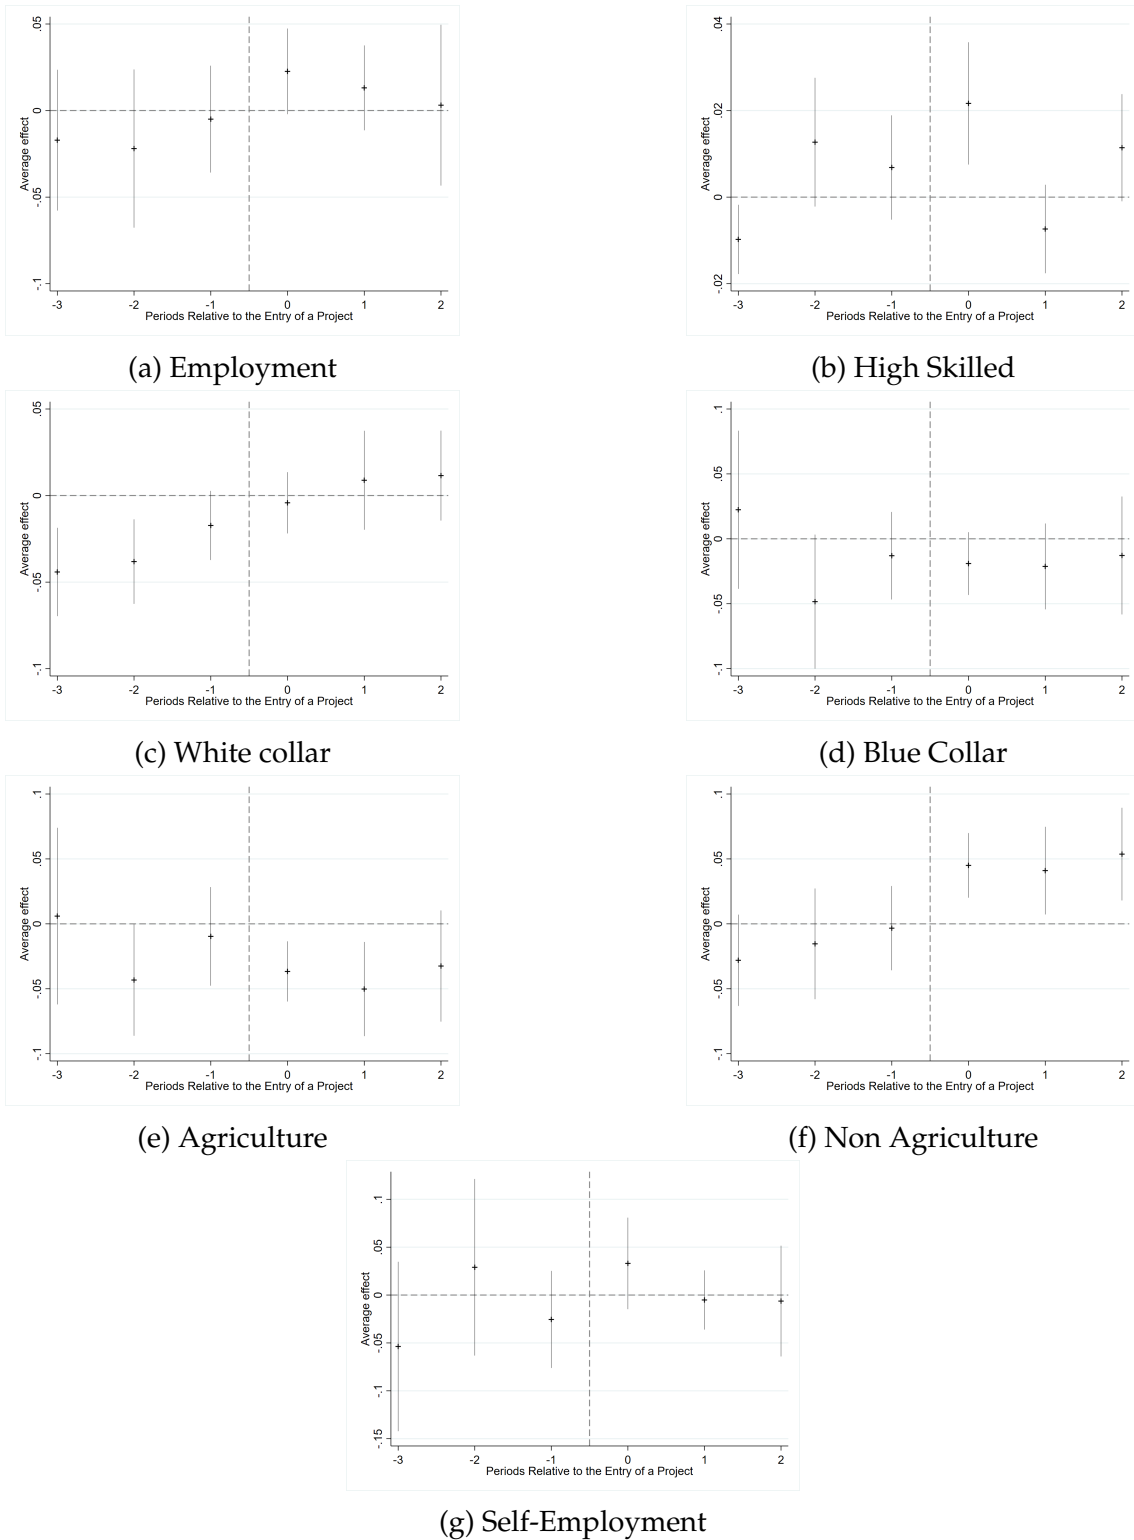 .05
0
-.05
-.1
Average effect
-3 -2 -1 0 1 2
Periods Relative to the Entry of a Project
(a) Employment
.04
.02
0
-.02
Average effect
-3 -2 -1 0 1 2
Periods Relative to the Entry of a Project
(b) High Skilled
.05
0
-.05
-.1
Average effect
-3 -2 -1 0 1 2
Periods Relative to the Entry of a Project
(c) White collar
.1
.05
0
-.05
-.1
Average effect
-3 -2 -1 0 1 2
Periods Relative to the Entry of a Project
(d) Blue Collar
.1
.05
0
-.05
-.1
Average effect
-3 -2 -1 0 1 2
Periods Relative to the Entry of a Project
(e) Agriculture
.1
.05
0
-.05
-.1
Average effect
-3 -2 -1 0 1 2
Periods Relative to the Entry of a Project
(f) Non Agriculture
.1
.05
0
-.05
-.1
-.15
Average effect
-3 -2 -1 0 1 2
Periods Relative to the Entry of a Project
(g) Self-Employment